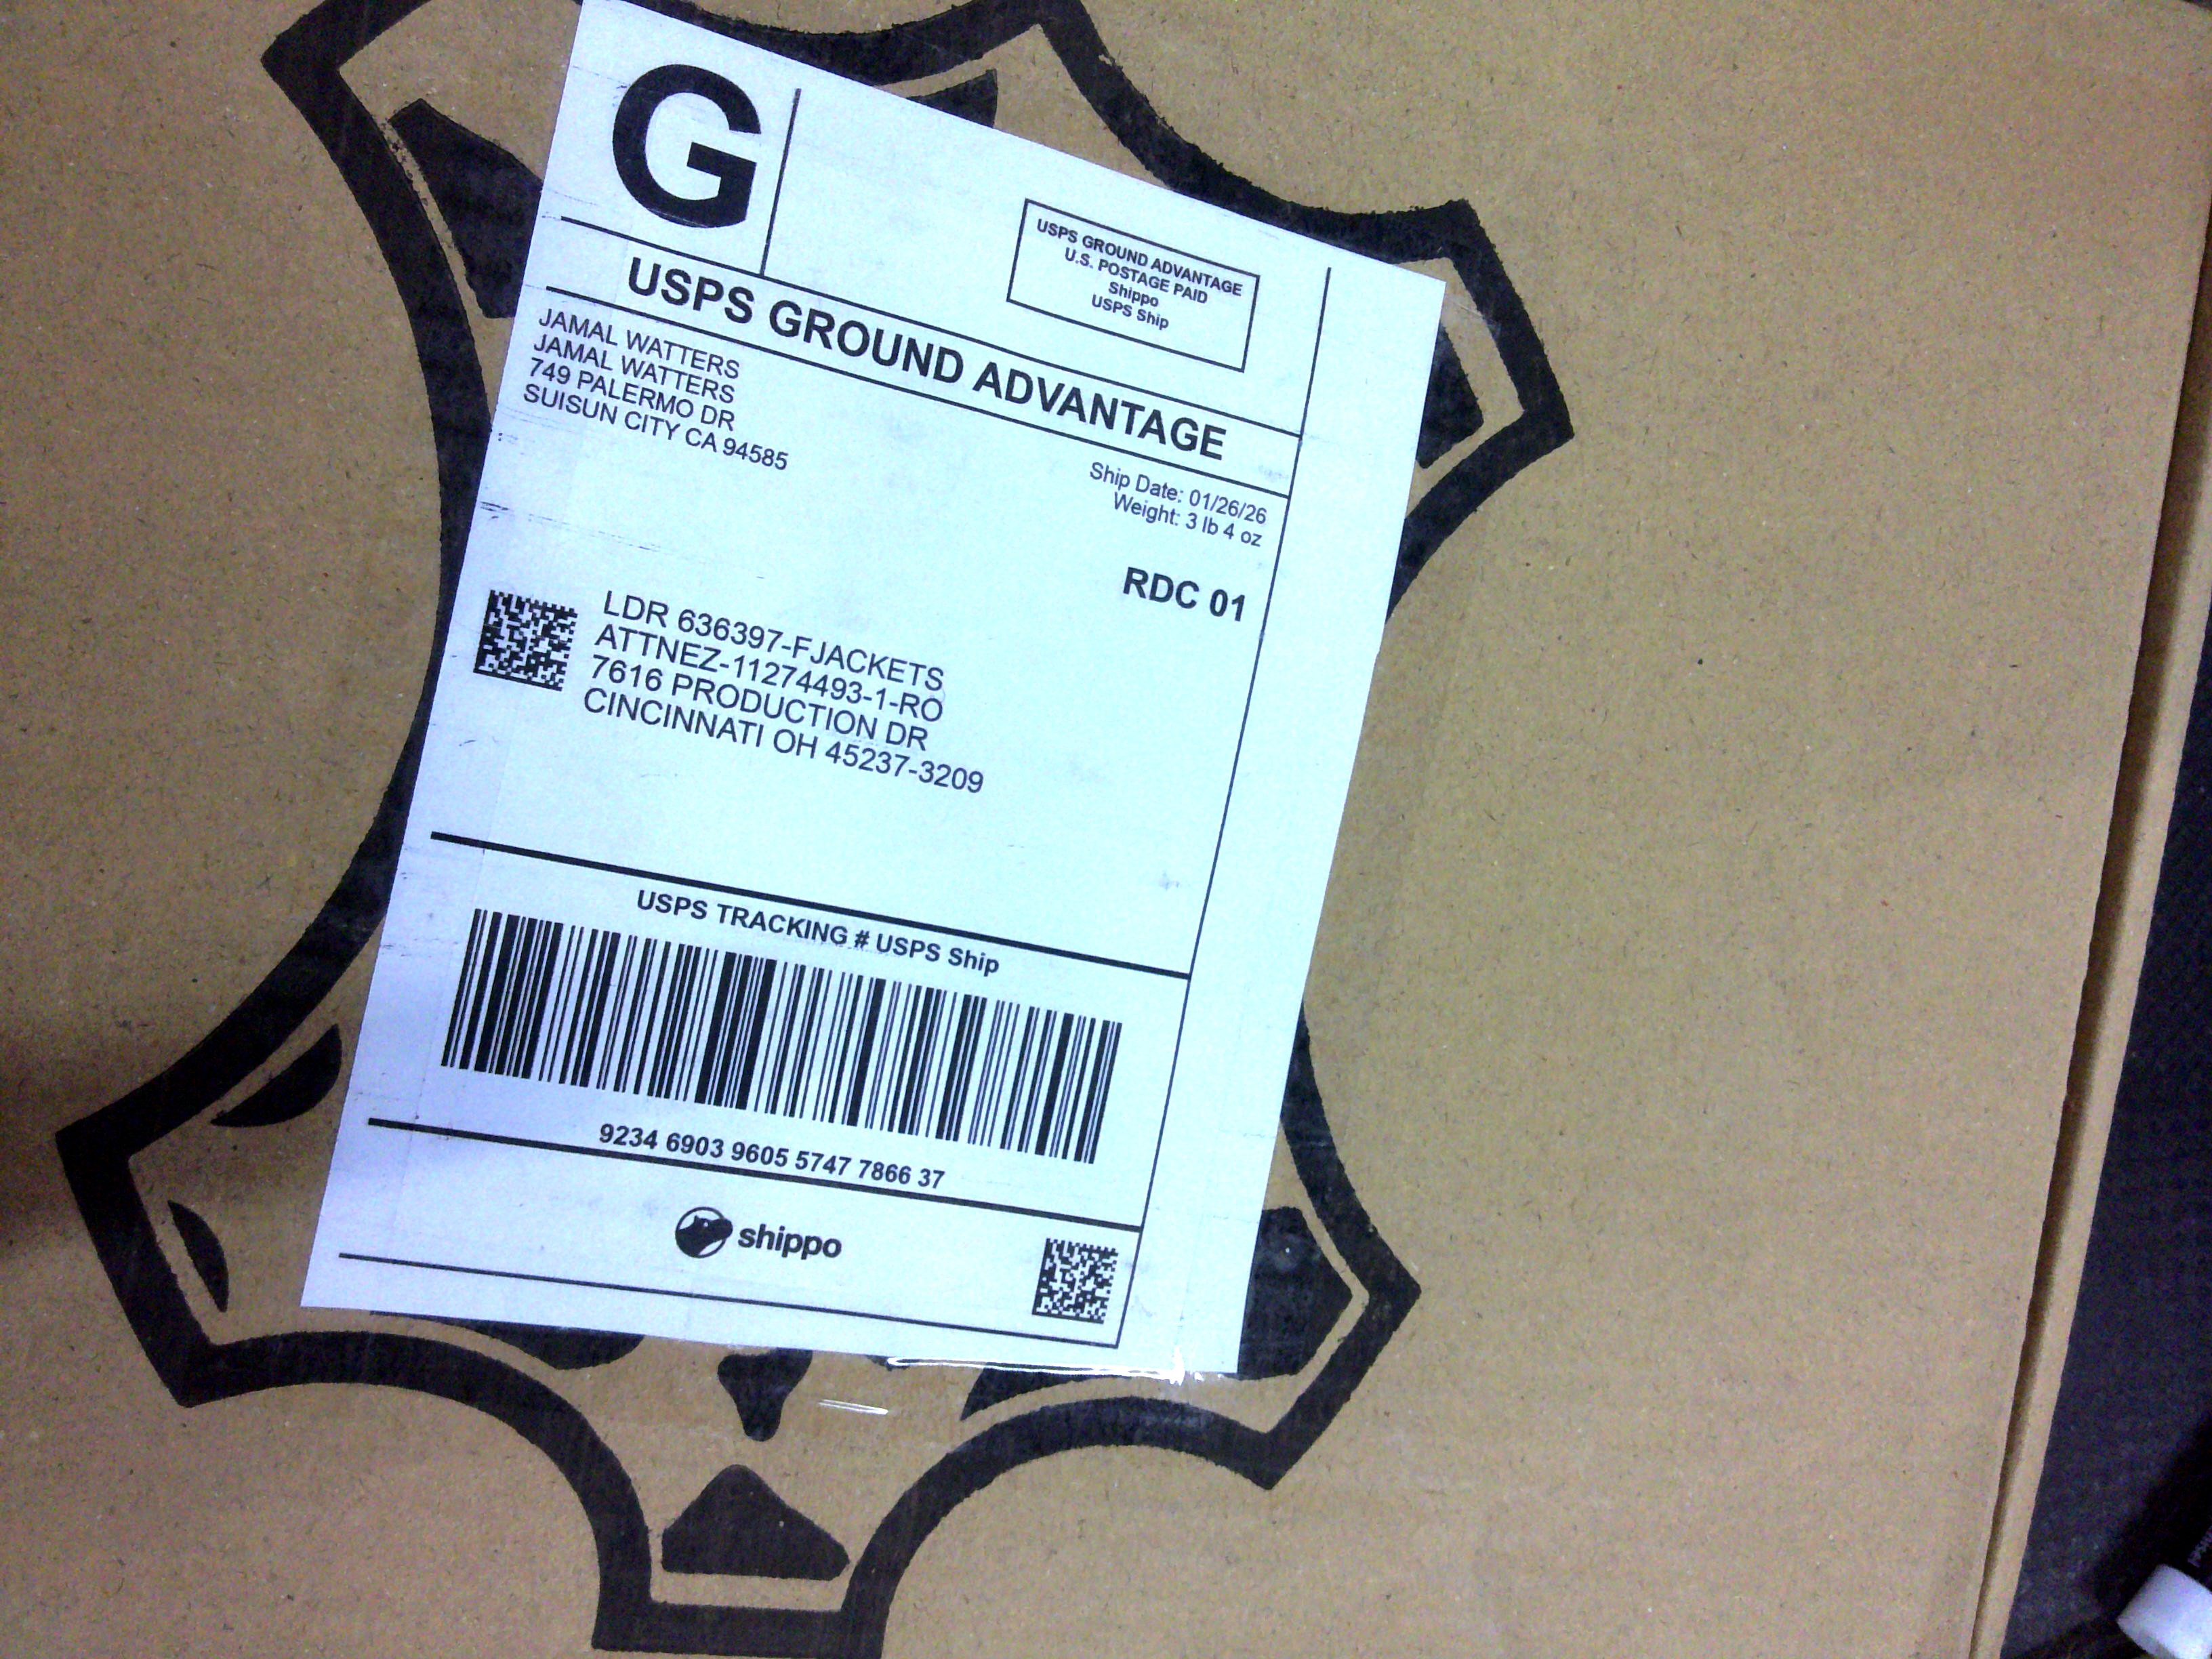 G
USPS GROUND ADVANTAGE
U.S. POSTAGE PAID
Shippo
USPS Ship
USPS GROUND ADVANTAGE
JAMAL WATTERS
JAMAL WATTERS
749 PALERMO DR
SUISUN CITY CA 94585
Ship Date: 01/26/26
Weight: 3 lb 4 oz
RDC 01
LDR 636397-FJACKETS
ATTNEZ-11274493-1-RO
7616 PRODUCTION DR
CINCINNATI OH 45237-3209
USPS TRACKING # USPS Ship
9234 6903 9605 5747 7866 37
shippo